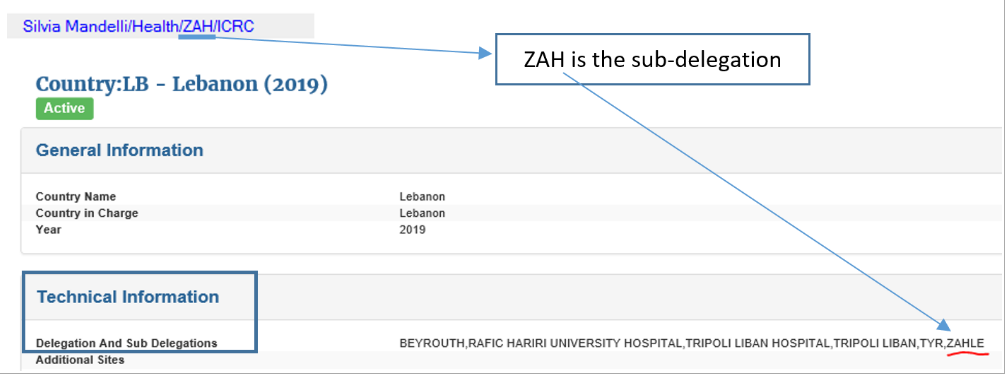 Silvia Mandelli/Health/ZAH/ICRC
ZAH is the sub-delegation
Country:LB - Lebanon (2019)
Active
General Information
Country Name Lebanon
Country in Charge Lebanon
Year 2019
Technical Information
Delegation And Sub Delegations BEYROUTH,RAFIC HARIRI UNIVERSITY HOSPITAL,TRIPOLI LIBAN HOSPITAL,TRIPOLI LIBAN,TYR,ZAHLE
Additional Sites